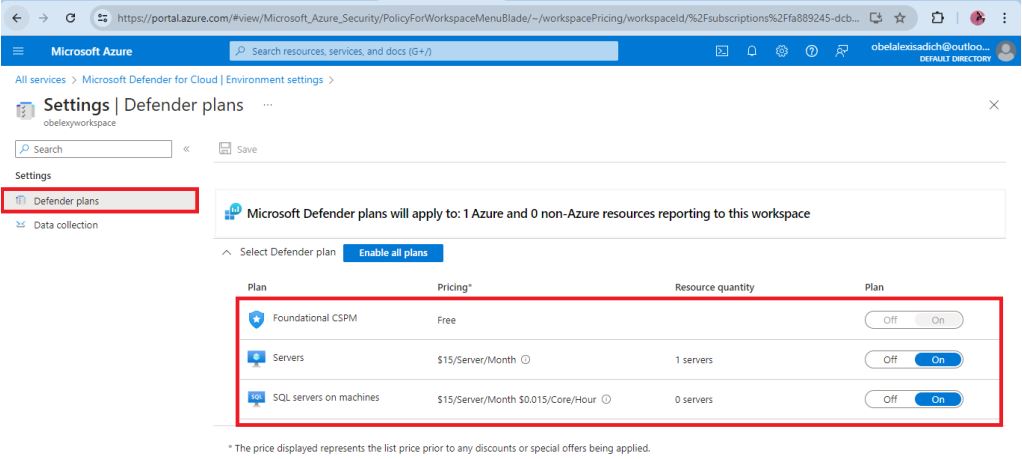 https://portal.azure.com/#view/Microsoft_Azure_Security/PolicyForWorkspaceMenuBlade/~/workspacePricing/workspaceId/%2Fsubscriptions%2Ffa889245-dcb...
Microsoft Azure
Search resources, services, and docs (G+/)
obelalexisadich@outloo...
DEFAULT DIRECTORY
All services > Microsoft Defender for Cloud | Environment settings >
Settings | Defender plans ...
obelexyworkspace
Search «
Save
Settings
Defender plans
Data collection
Microsoft Defender plans will apply to: 1 Azure and 0 non-Azure resources reporting to this workspace
Select Defender plan Enable all plans
Plan Pricing* Resource quantity Plan
Foundational CSPM Free Off On
Servers $15/Server/Month 1 servers Off On
SQL SQL servers on machines $15/Server/Month $0.015/Core/Hour 0 servers Off On
* The price displayed represents the list price prior to any discounts or special offers being applied.